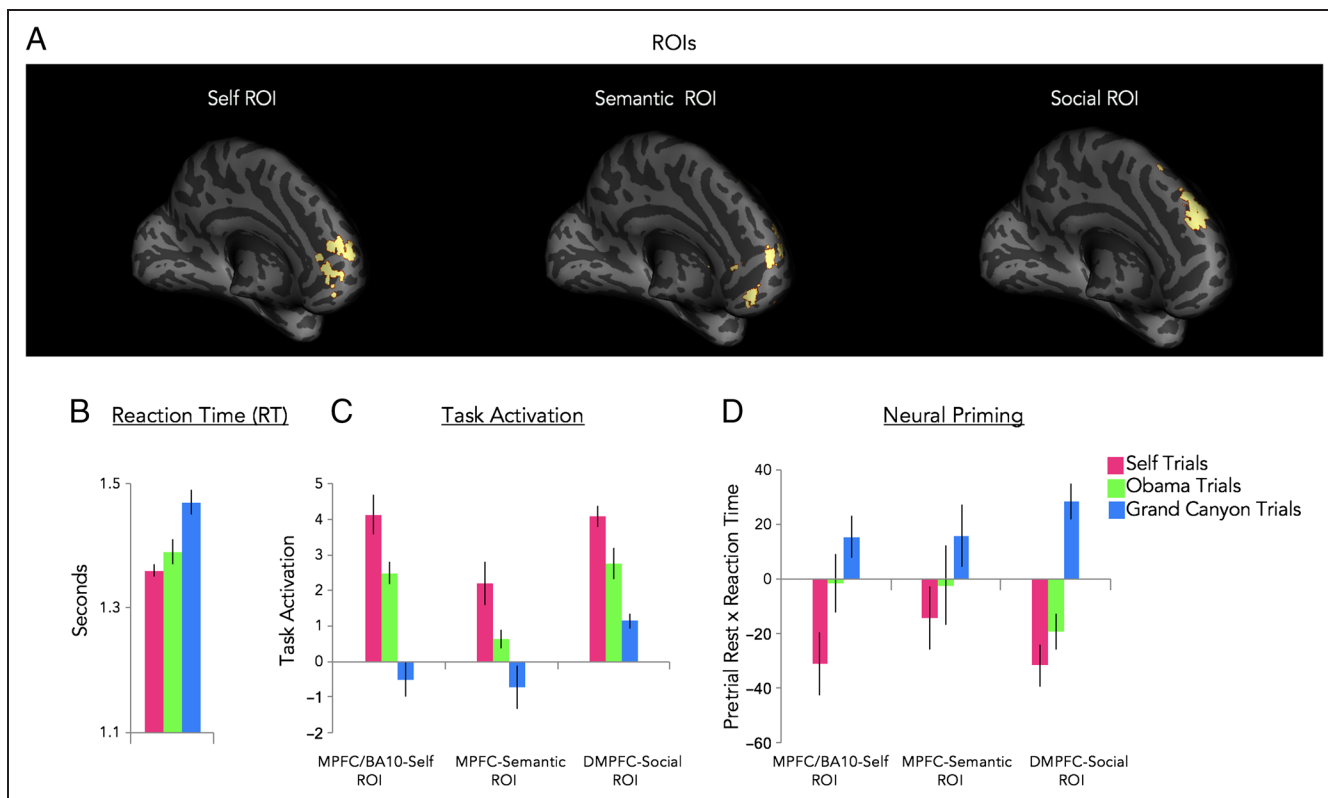 A
ROIs
Self ROI
Semantic ROI
Social ROI
B
Reaction Time (RT)
Seconds
1.5
1.3
1.1
C
Task Activation
Task Activation
5
4
3
2
1
0
–1
–2
MPFC/BA10-Self
ROI
MPFC-Semantic
ROI
DMPFC-Social
ROI
D
Neural Priming
Pretrial Rest x Reaction Time
40
20
0
–20
–40
–60
MPFC/BA10-Self
ROI
MPFC-Semantic
ROI
DMPFC-Social
ROI
Self Trials
Obama Trials
Grand Canyon Trials